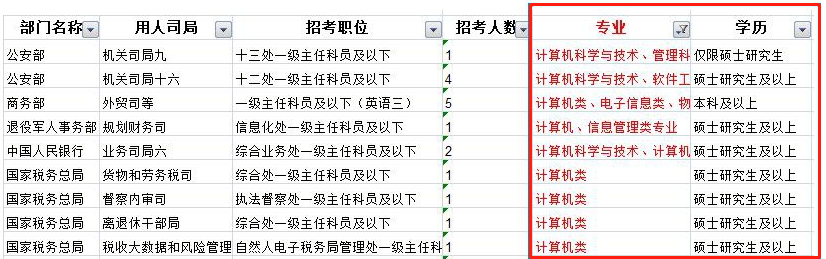 部门名称 用人司局 招考职位 招考人数 专业 学历
公安部 机关司局九 十三处一级主任科员及以下 1 计算机科学与技术、管理科 仅限硕士研究生
公安部 机关司局十六 十二处一级主任科员及以下 4 计算机科学与技术、软件工 硕士研究生及以上
商务部 外贸司等 一级主任科员及以下（英语三） 5 计算机类、电子信息类、物 本科及以上
退役军人事务部 规划财务司 信息化处一级主任科员及以下 1 计算机、信息管理类专业 硕士研究生及以上
中国人民银行 业务司局六 综合业务处一级主任科员及以下 2 计算机科学与技术、计算机 硕士研究生及以上
国家税务总局 货物和劳务税司 综合处一级主任科员及以下 1 计算机类 硕士研究生及以上
国家税务总局 督察内审司 执法督察处一级主任科员及以下 1 计算机类 硕士研究生及以上
国家税务总局 离退休干部局 综合处一级主任科员及以下 1 计算机类 硕士研究生及以上
国家税务总局 税收大数据和风险管理 自然人电子税务局管理处一级主任科 1 计算机类 硕士研究生及以上